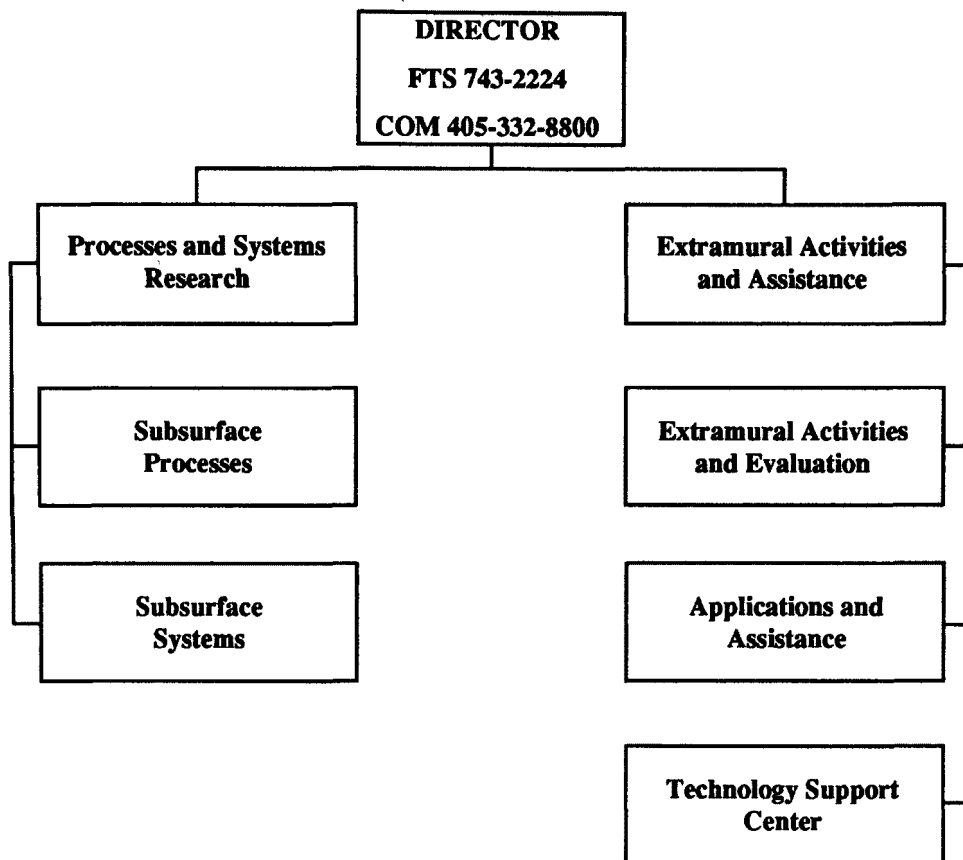 DIRECTOR
FTS 743-2224
COM 405-332-8800
Processes and Systems
Research
Extramural Activities
and Assistance
Subsurface
Processes
Extramural Activities
and Evaluation
Subsurface
Systems
Applications and
Assistance
Technology Support
Center